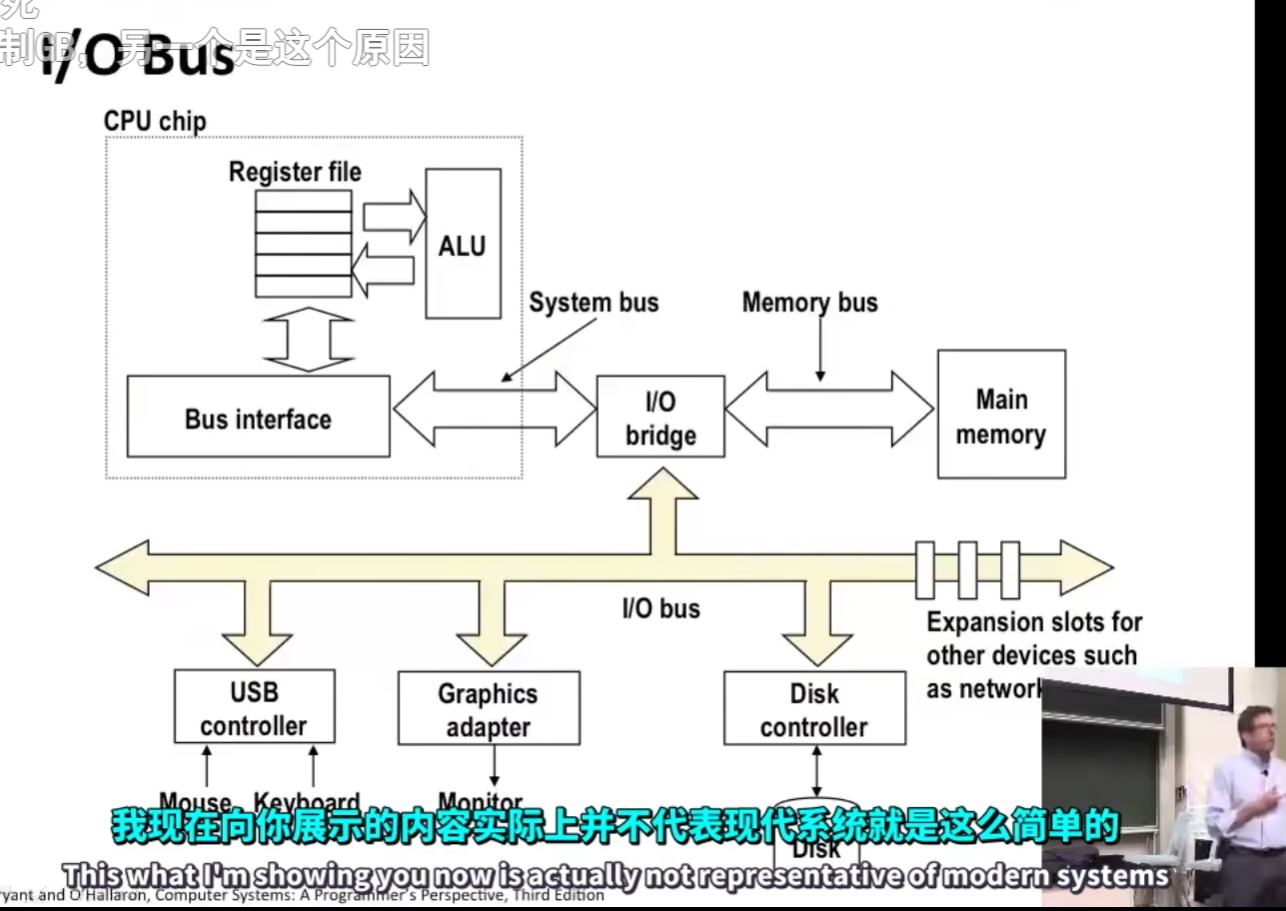 死
制GB，另一个是这个原因
I/O Bus
CPU chip
Register file
ALU
System bus
Memory bus
Bus interface
I/O
bridge
Main
memory
I/O bus
Expansion slots for
other devices such
as network
USB
controller
Graphics
adapter
Disk
controller
Mouse Keyboard
Monitor
Disk
我现在向你展示的内容实际上并不代表现代系统就是这么简单的
This what I'm showing you now is actually not representative of modern systems
ryant and O'Hallaron, Computer Systems: A Programmer's Perspective, Third Edition